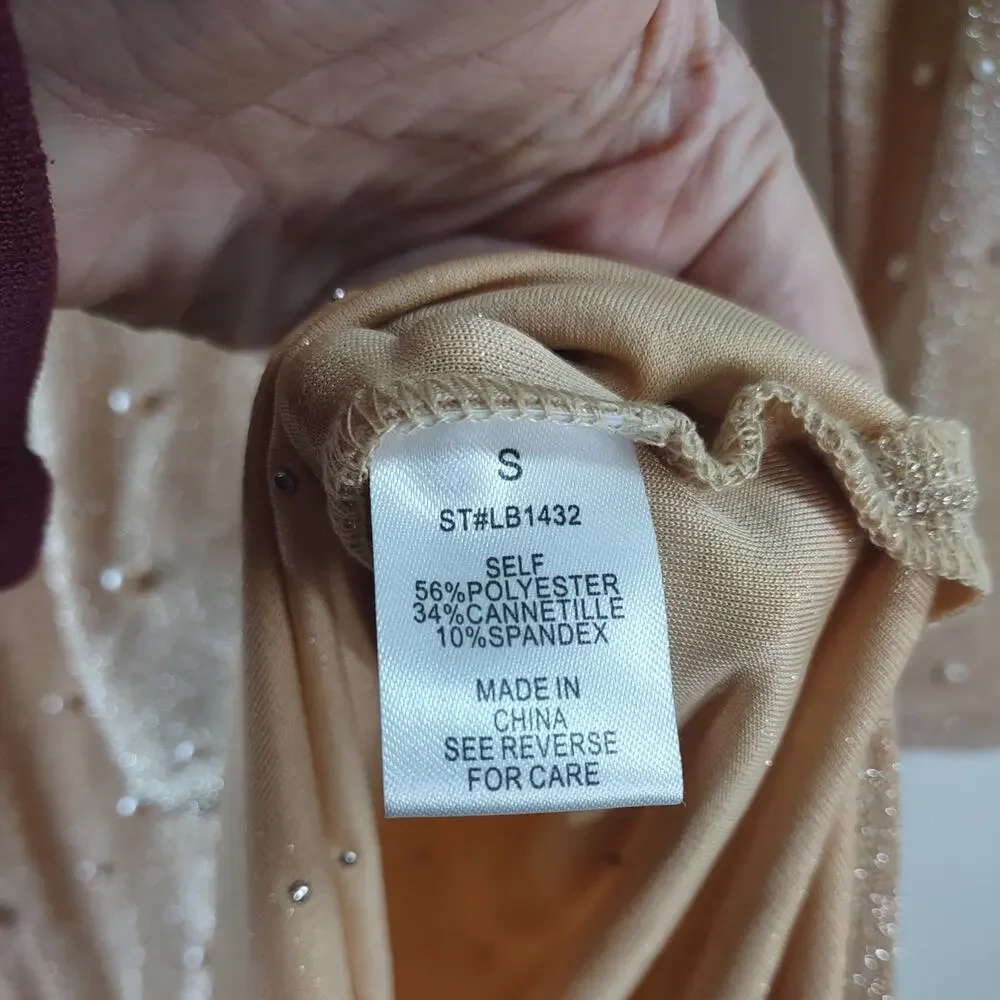 S
ST#LB1432
SELF
56%POLYESTER
34%CANNETILLE
10%SPANDEX
MADE IN
CHINA
SEE REVERSE
FOR CARE